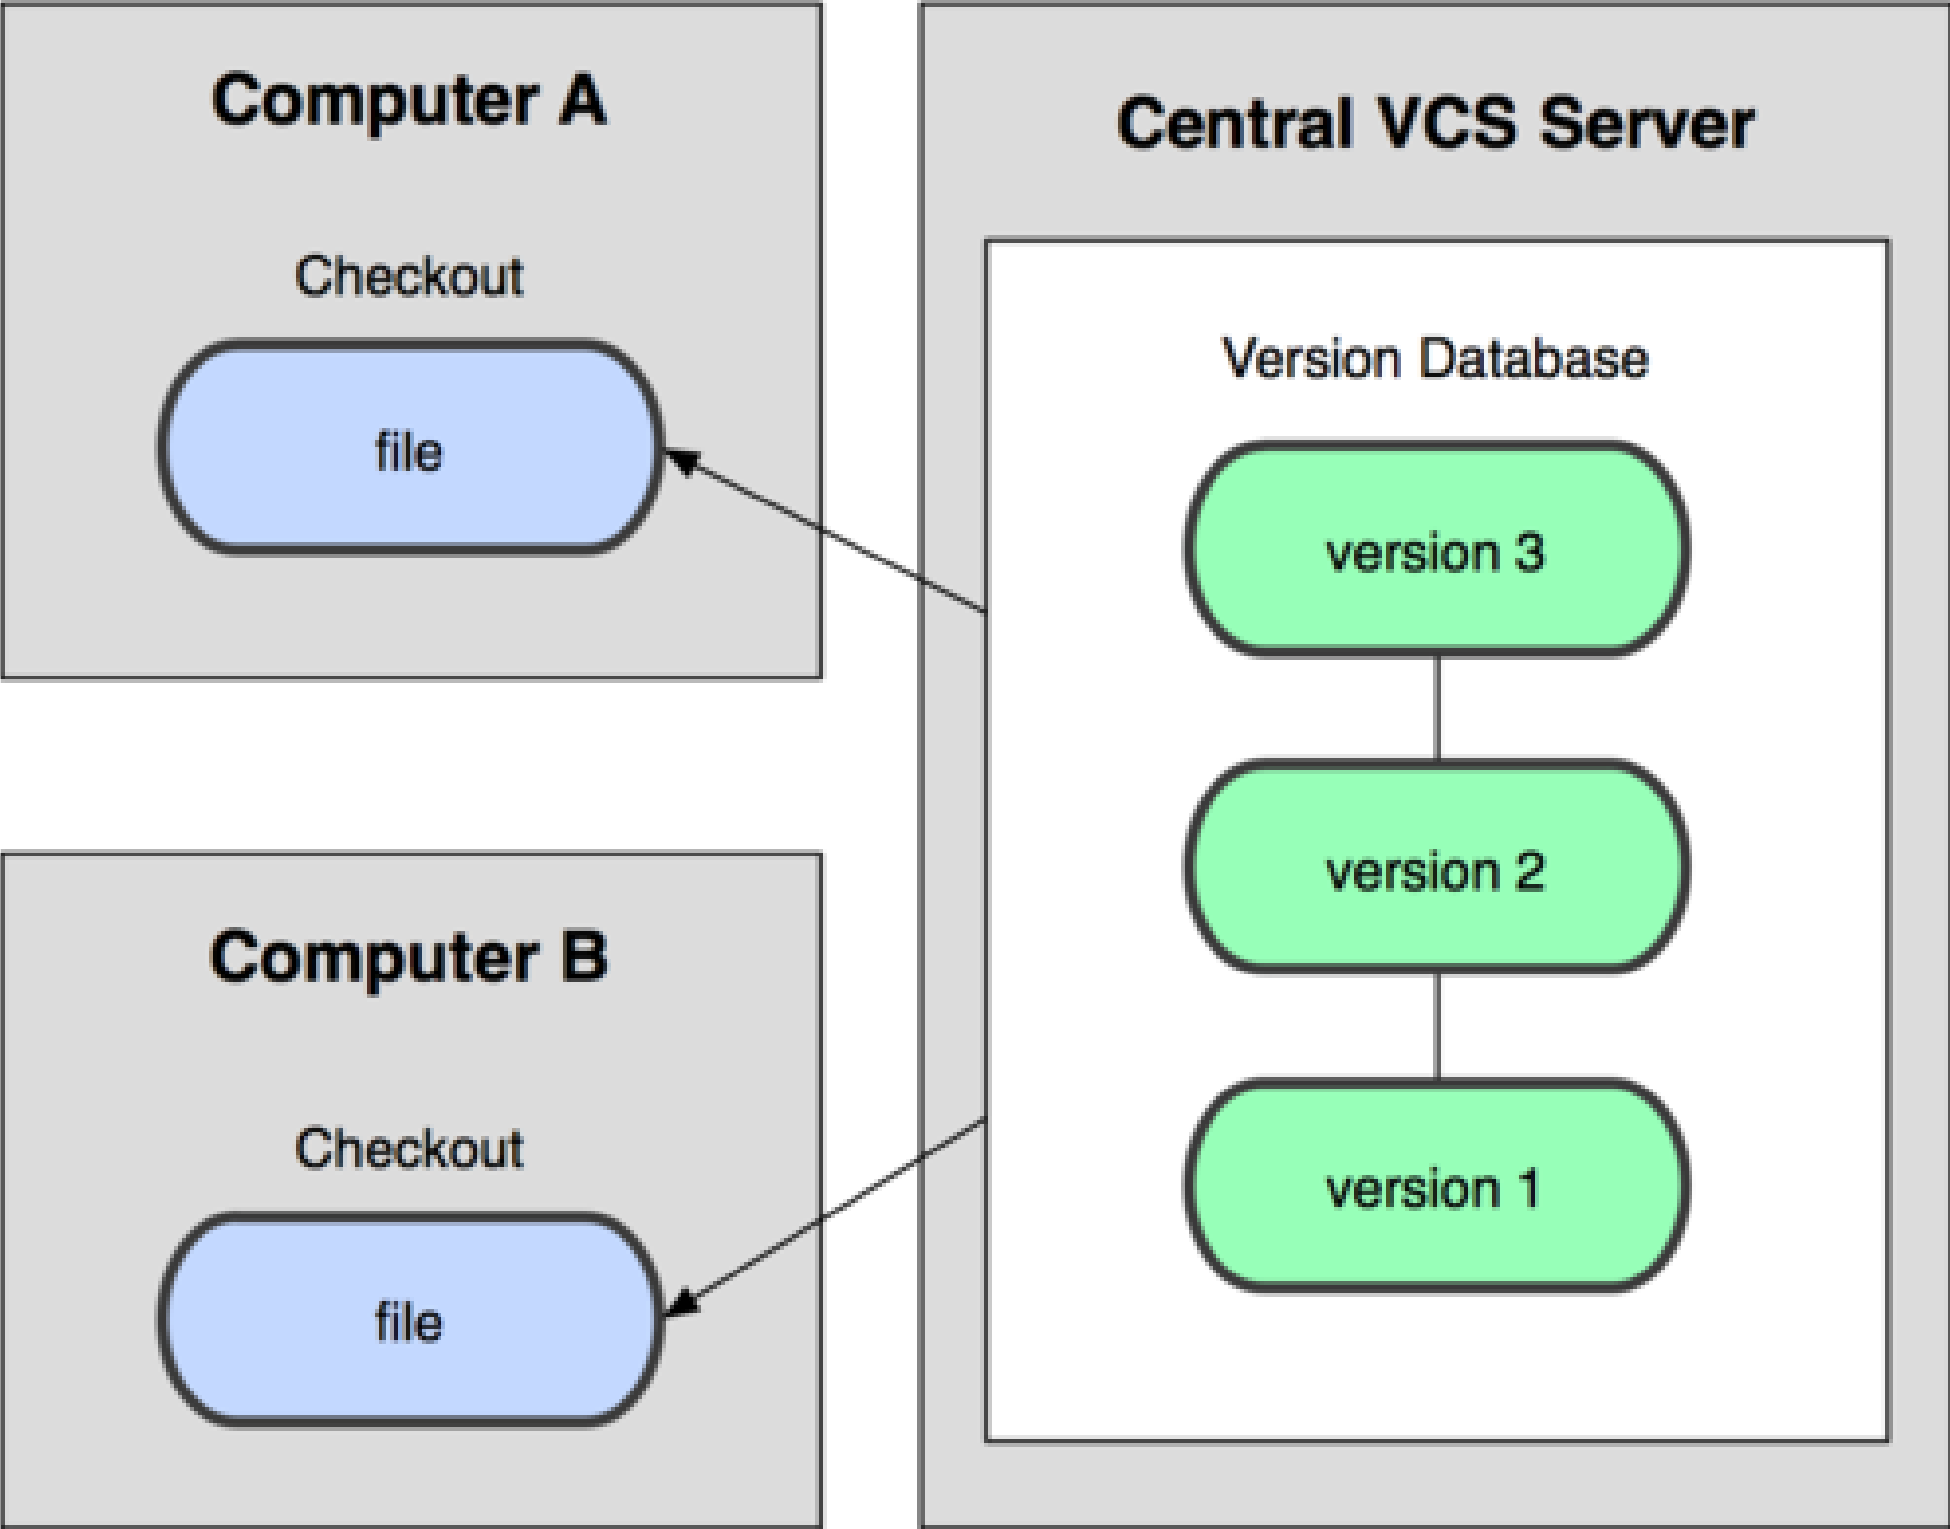 Computer A
Checkout
file
Computer B
Checkout
file
Central VCS Server
Version Database
version 3
version 2
version 1